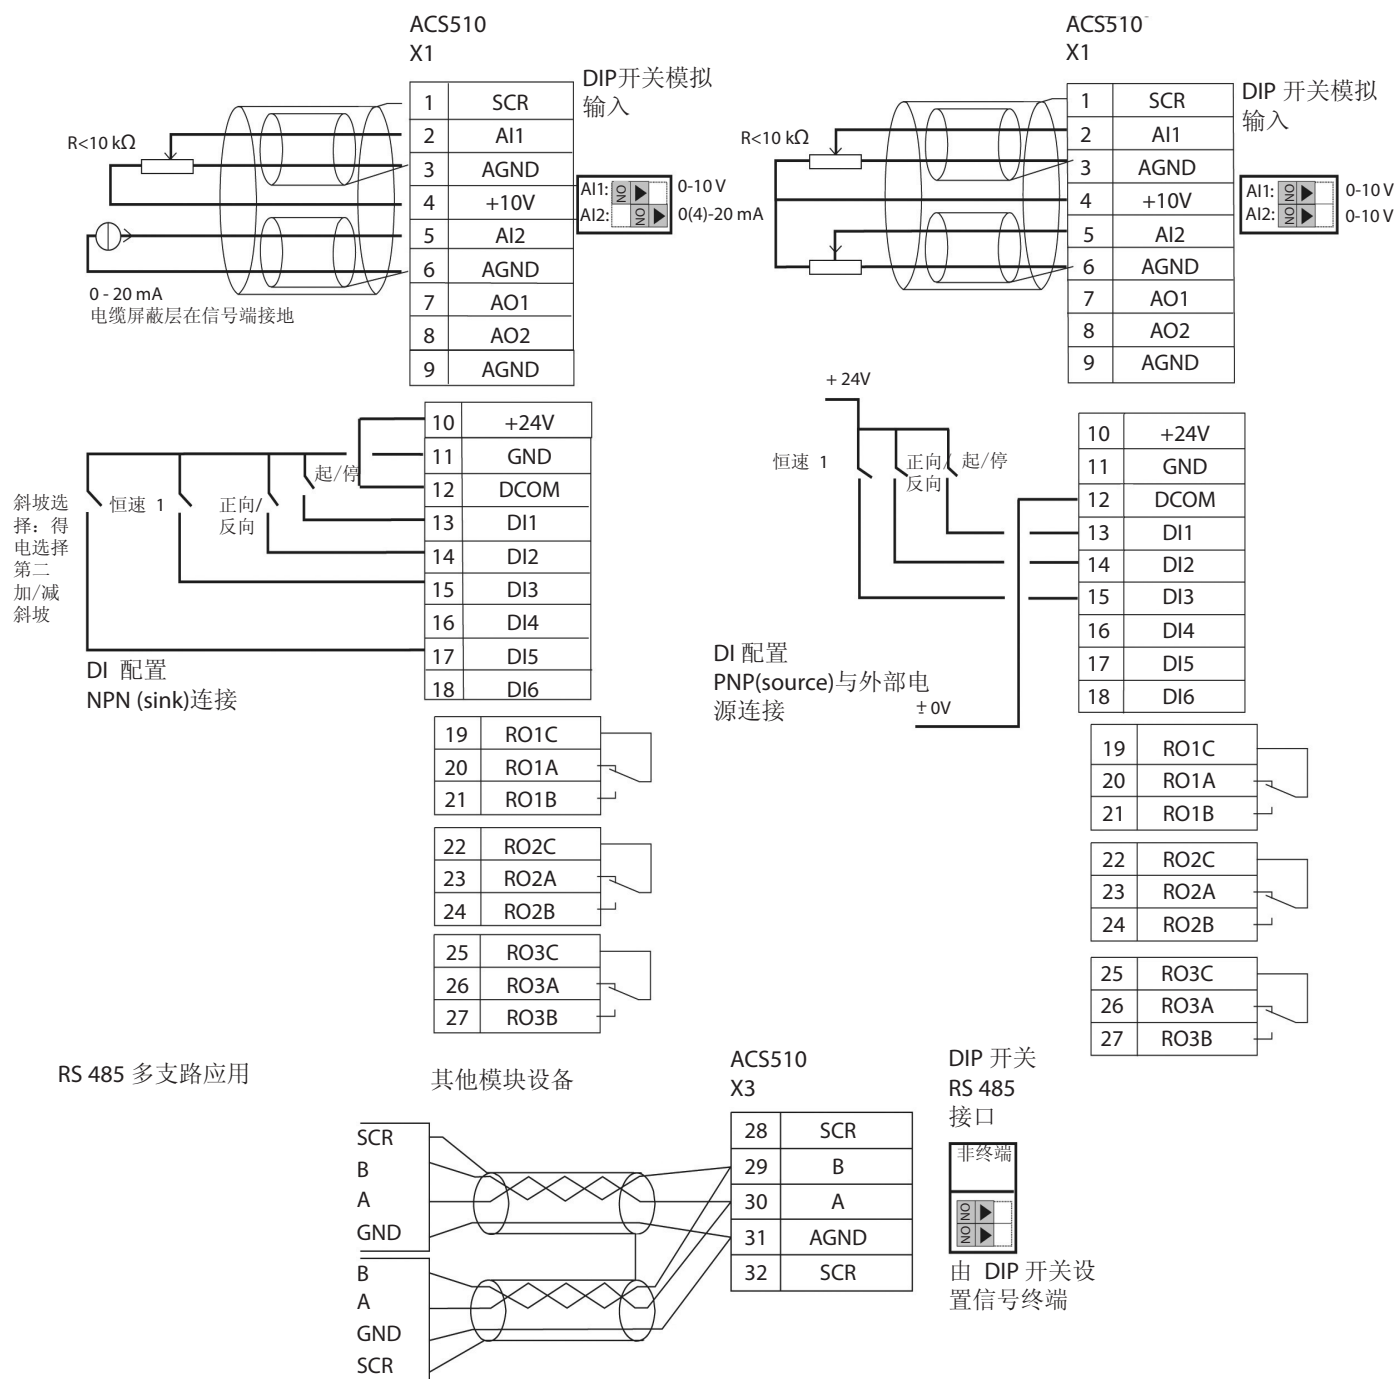 ACS510
X1
DIP开关模拟
输入
1 SCR
2 AI1
3 AGND
4 +10V
5 AI2
6 AGND
7 AO1
8 AO2
9 AGND
R<10 kΩ
AI1: ON 0-10 V
AI2: ON 0(4)-20 mA
0 - 20 mA
电缆屏蔽层在信号端接地
10 +24V
11 GND
12 DCOM
13 DI1
14 DI2
15 DI3
16 DI4
17 DI5
18 DI6
起/停
正向/
反向
恒速 1
斜坡选
择：得
电选择
第二
加/减
斜坡
DI 配置
NPN (sink)连接
19 RO1C
20 RO1A
21 RO1B
22 RO2C
23 RO2A
24 RO2B
25 RO3C
26 RO3A
27 RO3B
ACS510
X1
DIP 开关模拟
输入
1 SCR
2 AI1
3 AGND
4 +10V
5 AI2
6 AGND
7 AO1
8 AO2
9 AGND
R<10 kΩ
AI1: ON 0-10 V
AI2: ON 0-10 V
+ 24V
恒速 1
正向/
反向
起/停
10 +24V
11 GND
12 DCOM
13 DI1
14 DI2
15 DI3
16 DI4
17 DI5
18 DI6
DI 配置
PNP(source)与外部电
源连接
± 0V
19 RO1C
20 RO1A
21 RO1B
22 RO2C
23 RO2A
24 RO2B
25 RO3C
26 RO3A
27 RO3B
RS 485 多支路应用
其他模块设备
SCR
B
A
GND
B
A
GND
SCR
ACS510
X3
28 SCR
29 B
30 A
31 AGND
32 SCR
DIP 开关
RS 485
接口
非终端
ON
ON
由 DIP 开关设
置信号终端